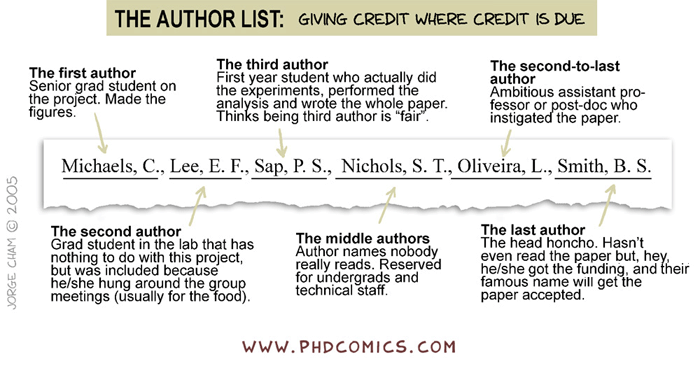 THE AUTHOR LIST: GIVING CREDIT WHERE CREDIT IS DUE
The first author
Senior grad student on
the project. Made the
figures.
The third author
First year student who actually did
the experiments, performed the
analysis and wrote the whole paper.
Thinks being third author is "fair".
The second-to-last
author
Ambitious assistant pro-
fessor or post-doc who
instigated the paper.
Michaels, C., Lee, E. F., Sap, P. S., Nichols, S. T., Oliveira, L., Smith, B. S.
The second author
Grad student in the lab that has
nothing to do with this project,
but was included because
he/she hung around the group
meetings (usually for the food).
The middle authors
Author names nobody
really reads. Reserved
for undergrads and
technical staff.
The last author
The head honcho. Hasn't
even read the paper but, hey,
he/she got the funding, and their
famous name will get the
paper accepted.
JORGE CHAM © 2005
WWW.PHDCOMICS.COM